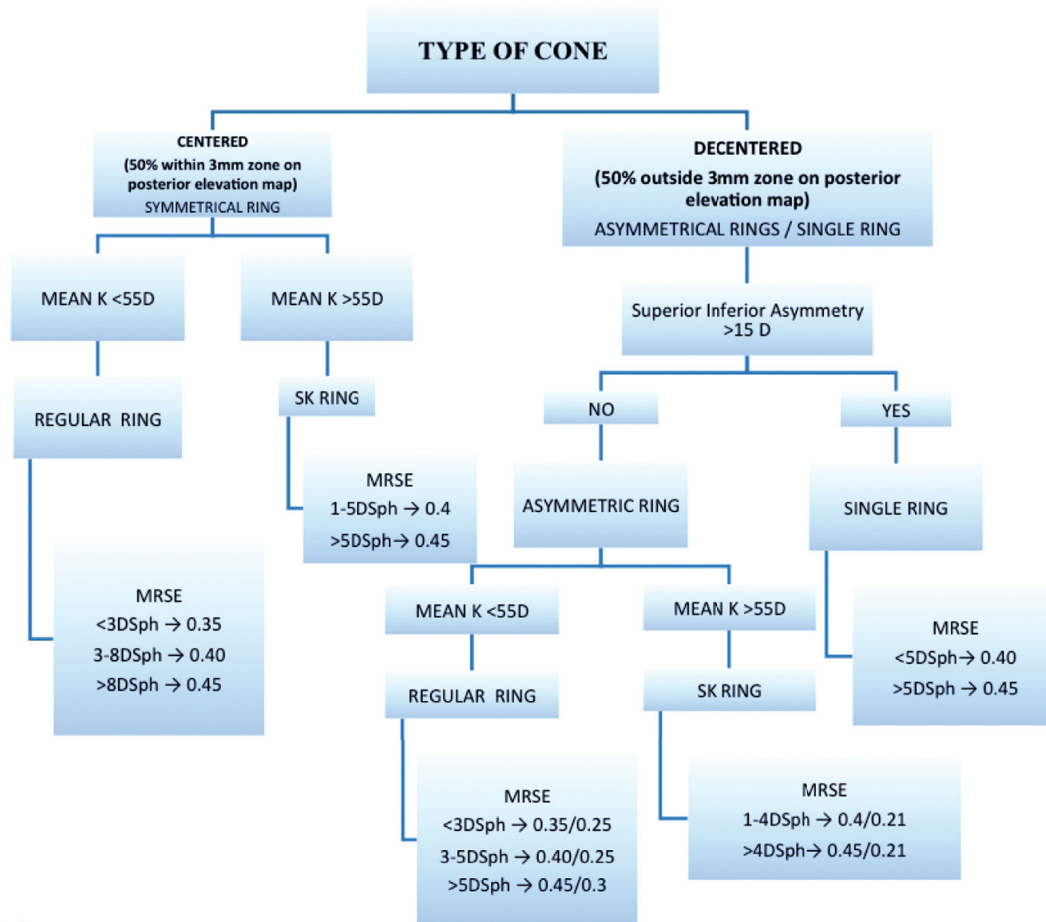 TYPE OF CONE
CENTERED
(50% within 3mm zone on
posterior elevation map)
SYMMETRICAL RING
MEAN K <55D
MEAN K >55D
REGULAR  RING
SK RING
MRSE
1-5DSph → 0.4
>5DSph→ 0.45
MRSE
<3DSph → 0.35
3-8DSph → 0.40
>8DSph → 0.45
DECENTERED
(50% outside 3mm zone on posterior
elevation map)
ASYMMETRICAL RINGS / SINGLE RING
Superior Inferior Asymmetry
>15 D
NO
YES
ASYMMETRIC RING
SINGLE RING
MEAN K <55D
MEAN K >55D
REGULAR  RING
SK RING
MRSE
<3DSph → 0.35/0.25
3-5DSph → 0.40/0.25
>5DSph → 0.45/0.3
MRSE
1-4DSph → 0.4/0.21
>4DSph→ 0.45/0.21
MRSE
<5DSph→ 0.40
>5DSph → 0.45